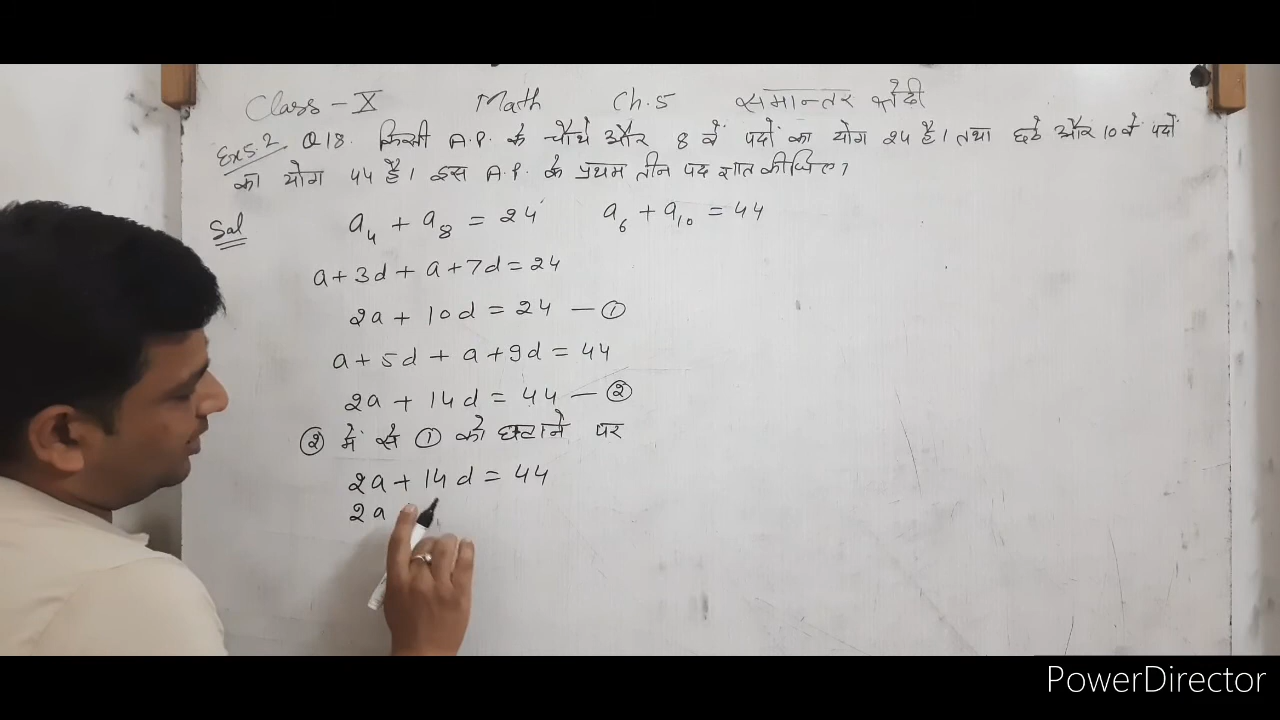 Class - X Math Ch.5 समान्तर श्रेढी
Ex5.2 Q18. किसी A.P. के चौथे और 8 वें पदों का योग 24 है। तथा छठे और 10 वें पदों
का योग 44 है। इस A.P. के प्रथम तीन पद ज्ञात कीजिए।
Sol a₄ + a₈ = 24 a₆ + a₁₀ = 44
a + 3d + a + 7d = 24
2a + 10d = 24 — ①
a + 5d + a + 9d = 44
2a + 14d = 44 — ②
② में से ① को घटाने पर
2a + 14d = 44
2a
PowerDirector